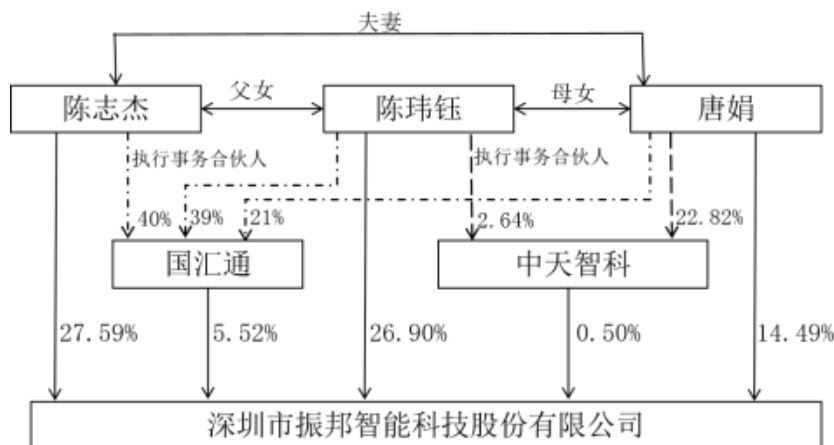 夫妻
陈志杰
父女
陈玮钰
母女
唐娟
执行事务合伙人
执行事务合伙人
40%
39%
21%
2.64%
22.82%
国汇通
中天智科
27.59%
5.52%
26.90%
0.50%
14.49%
深圳市振邦智能科技股份有限公司